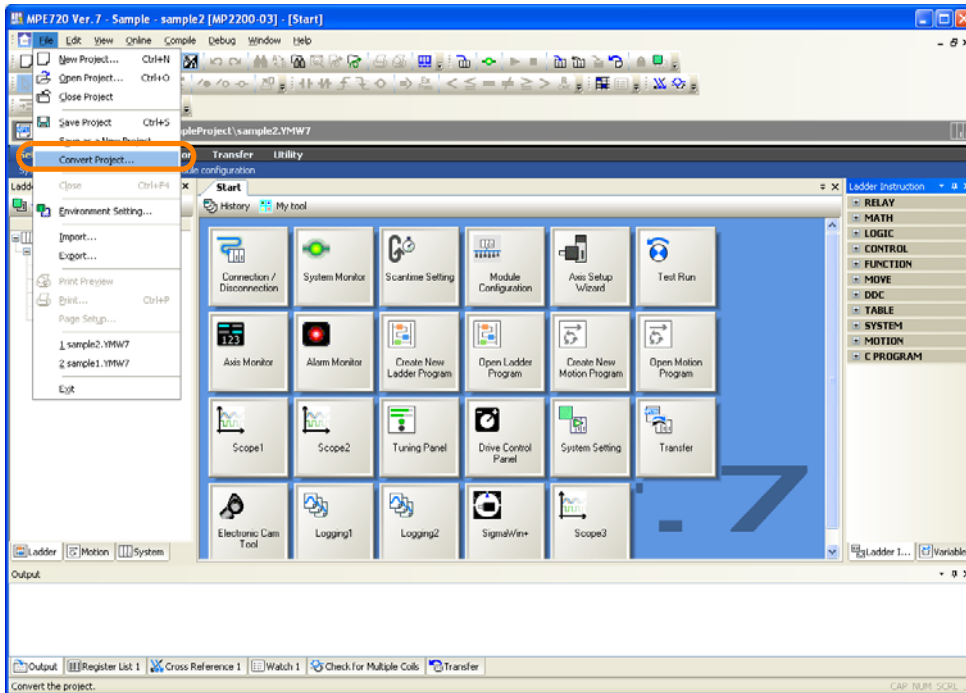 MPE720 Ver. 7 - Sample - sample2 [MP2200-03] - [Start]
File Edit View Online Compile Debug Window Help
New Project... Ctrl+N
Open Project... Ctrl+O
Close Project
Save Project Ctrl+S
Save as a New Project
Convert Project...
Close Ctrl+F4
Environment Setting...
Import...
Export...
Print Preview
Print... Ctrl+P
Page Setup...
1 sample2.YMW7
2 sample1.YMW7
Exit
pleProject\sample2.YMW7
Transfer Utility
configuration
Start
History My tool
Connection / Disconnection
System Monitor
Scantime Setting
Module Configuration
Axis Setup Wizard
Test Run
Axis Monitor
Alarm Monitor
Create New Ladder Program
Open Ladder Program
Create New Motion Program
Open Motion Program
Scope1
Scope2
Tuning Panel
Drive Control Panel
System Setting
Transfer
Electronic Cam Tool
Logging1
Logging2
SigmaWin+
Scope3
.7
Ladder Instruction
RELAY
MATH
LOGIC
CONTROL
FUNCTION
MOVE
DDC
TABLE
SYSTEM
MOTION
C PROGRAM
Ladder Motion System
Ladder I... Variable
Output
Output Register List 1 Cross Reference 1 Watch 1 Check for Multiple Coils Transfer
Convert the project.
CAP NUM SCRL